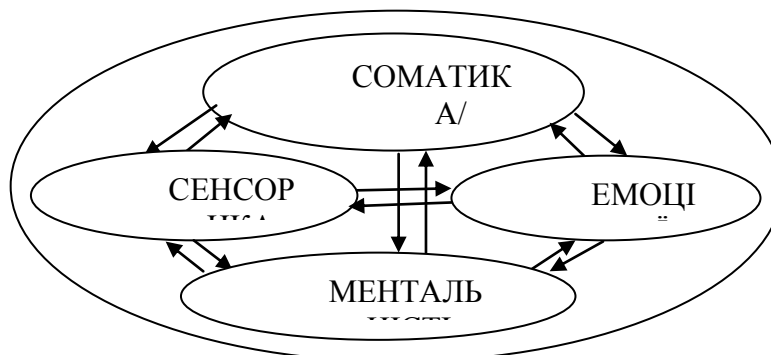 СОМАТИК
А/
СЕНСОР
ЕМОЦІ
МЕНТАЛЬ